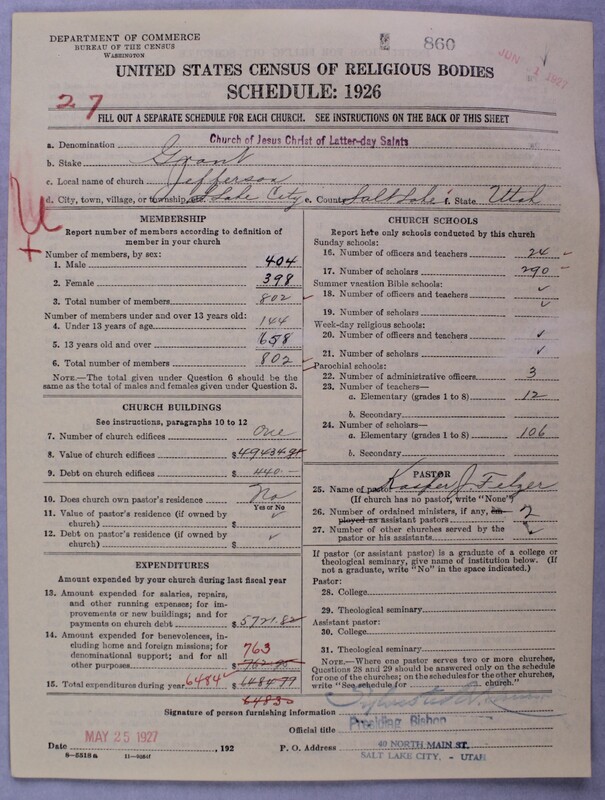 DEPARTMENT OF COMMERCE
BUREAU OF THE CENSUS
WASHINGTON
860
JUN 1 1927
UNITED STATES CENSUS OF RELIGIOUS BODIES
SCHEDULE: 1926
27
FILL OUT A SEPARATE SCHEDULE FOR EACH CHURCH. SEE INSTRUCTIONS ON THE BACK OF THIS SHEET
a. Denomination Church of Jesus Christ of Latter-day Saints
b. Stake Grant
c. Local name of church Jefferson
d. City, town, village, or township, S Lake City e. County Salt Lake f. State Utah
MEMBERSHIP
Report number of members according to definition of
member in your church
Number of members, by sex:
1. Male 404
2. Female 398
3. Total number of members 802
Number of members under and over 13 years old:
4. Under 13 years of age 144
5. 13 years old and over 658
6. Total number of members 802
NOTE.—The total given under Question 6 should be the
same as the total of males and females given under Question 3.
CHURCH BUILDINGS
See instructions, paragraphs 10 to 12
7. Number of church edifices One
8. Value of church edifices $
9. Debt on church edifices $ 440.—
10. Does church own pastor's residence No
Yes or No
11. Value of pastor's residence (if owned by
church) $
12. Debt on pastor's residence (if owned by
church) $
EXPENDITURES
Amount expended by your church during last fiscal year
13. Amount expended for salaries, repairs,
and other running expenses; for im-
provements or new buildings; and for
payments on church debt $ 5721.82
14. Amount expended for benevolences,
including home and foreign missions; for
denominational support; and for all
other purposes $ 763
762.95
15. Total expenditures during year 6484 $ 6484.77
CHURCH SCHOOLS
Report here only schools conducted by this church
Sunday schools:
16. Number of officers and teachers 24
17. Number of scholars 290
Summer vacation Bible schools:
18. Number of officers and teachers
19. Number of scholars
Week-day religious schools:
20. Number of officers and teachers
21. Number of scholars
Parochial schools:
22. Number of administrative officers 3
23. Number of teachers—
a. Elementary (grades 1 to 8) 12
b. Secondary
24. Number of scholars—
a. Elementary (grades 1 to 8) 106
b. Secondary
PASTOR
25. Name of pastor Kasper J Fetzer
(If church has no pastor, write "None")
26. Number of ordained ministers, if any, em-
ployed as assistant pastors 2
27. Number of other churches served by the
pastor or his assistants
If pastor (or assistant pastor) is a graduate of a college or
theological seminary, give name of institution below. (If
not a graduate, write "No" in the space indicated.)
Pastor:
28. College
29. Theological seminary
Assistant pastor:
30. College
31. Theological seminary
NOTE.—Where one pastor serves two or more churches,
Questions 28 and 29 should be answered only on the schedule
for one of the churches; on the schedules for the other churches,
write "See schedule for church."
Signature of person furnishing information
Official title Presiding Bishop
Date MAY 25 1927, 192 P. O. Address 40 NORTH MAIN ST.
SALT LAKE CITY, - UTAH